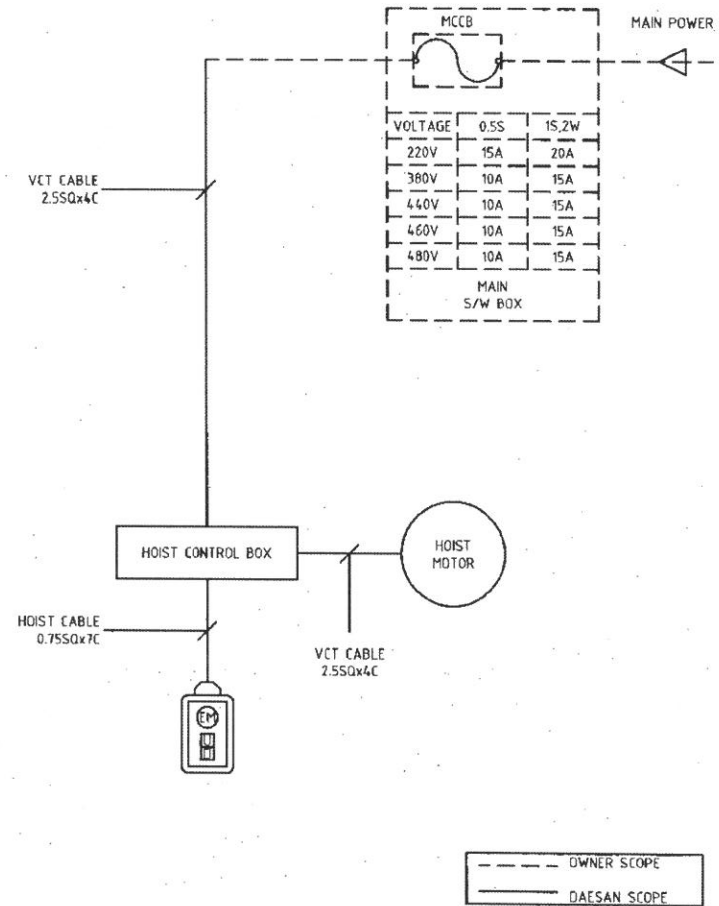 MCCB
MAIN POWER
VOLTAGE 0.5S 1S,2W
220V 15A 20A
380V 10A 15A
440V 10A 15A
460V 10A 15A
480V 10A 15A
MAIN
S/W BOX
VCT CABLE
2.5SQx4C
HOIST CONTROL BOX
HOIST
MOTOR
HOIST CABLE
0.75SQx7C
VCT CABLE
2.5SQx4C
EM
U
D
OWNER SCOPE
DAESAN SCOPE